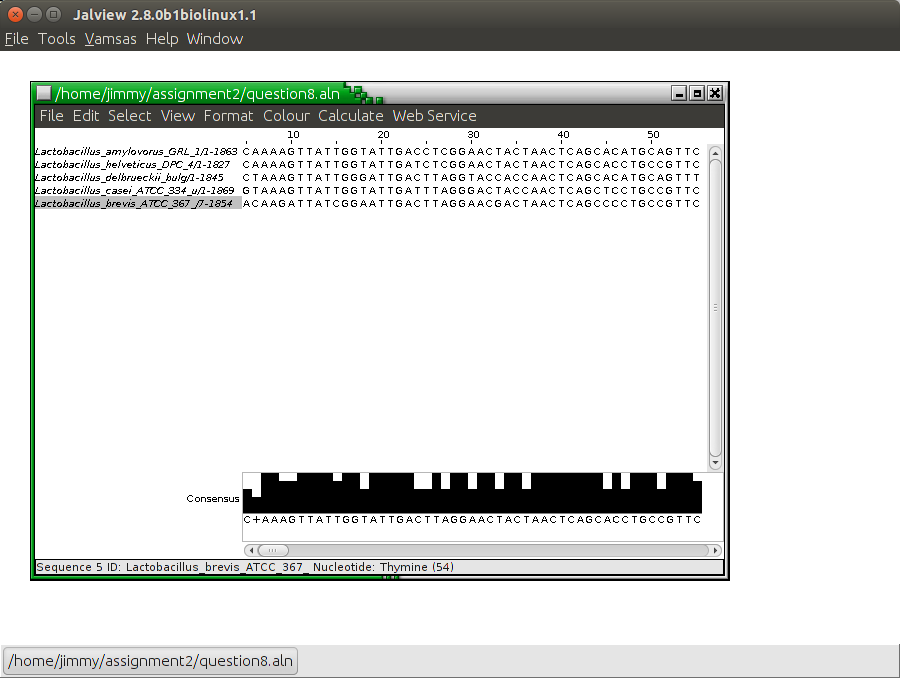 Jalview 2.8.0b1biolinux1.1
File Tools Vamsas Help Window
/home/jimmy/assignment2/question8.aln
File Edit Select View Format Colour Calculate Web Service
10 20 30 40 50
Lactobacillus_amylovorus_GRL_1/1-1863 CAAAAGTTATTGGTATTGACCTCGGAACTACTAACTCAGCACATGCAGTTC
Lactobacillus_helveticus_DPC_4/1-1827 CAAAAGTTATTGGTATTGATCTCGGAACTACTAACTCAGCACCTGCCGTTC
Lactobacillus_delbrueckii_bulg/1-1845 CTAAAGTTATTGGGATTGACTTAGGTACCACCAACTCAGCACATGCAGTTT
Lactobacillus_casei_ATCC_334_u/1-1869 GTAAAGTTATTGGTATTGATTTAGGGACTACCAACTCAGCTCCTGCCGTTC
Lactobacillus_brevis_ATCC_367_/7-1854 ACAAGATTATCGGAATTGACTTAGGAACGACTAACTCAGCCCCTGCCGTTC
Consensus
C+AAAGTTATTGGTATTGACTTAGGAACTACTAACTCAGCACCTGCCGTTC
Sequence 5 ID: Lactobacillus_brevis_ATCC_367_ Nucleotide: Thymine (54)
/home/jimmy/assignment2/question8.aln